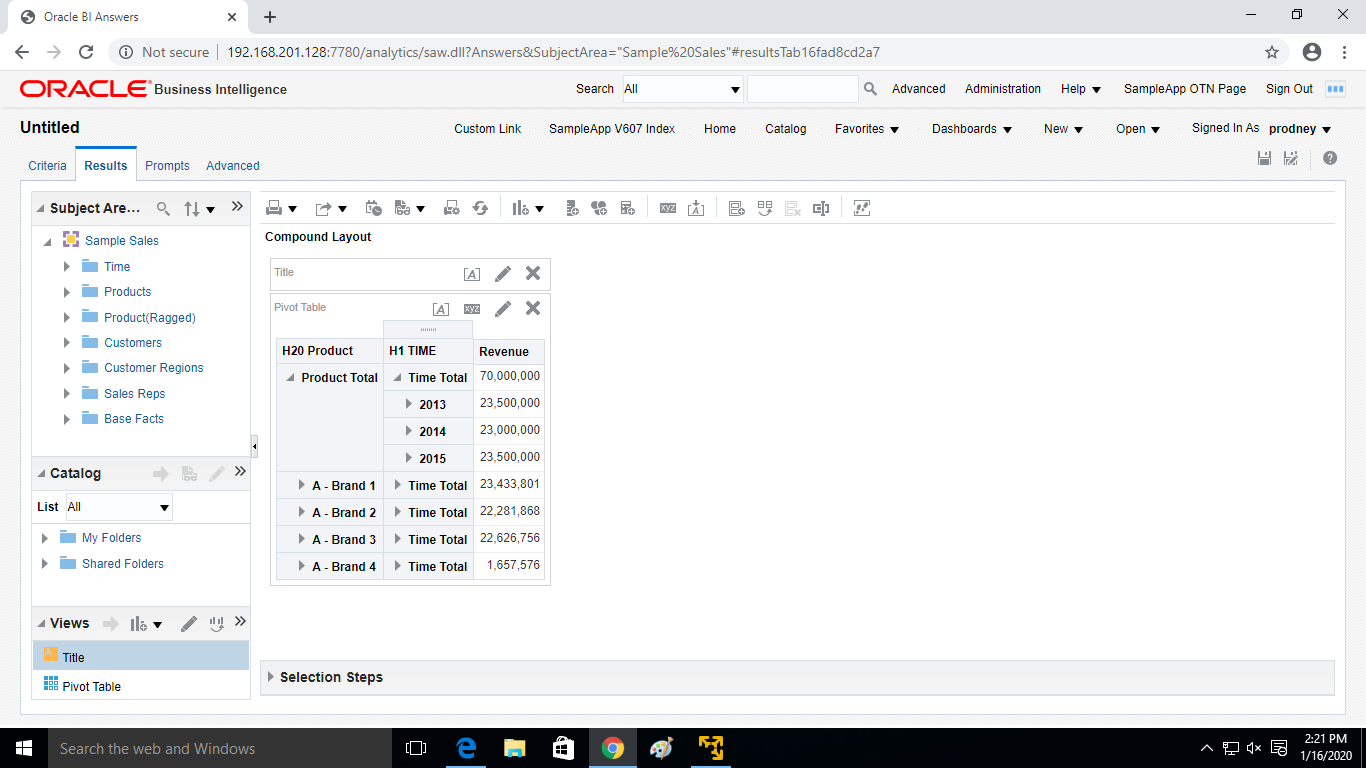 Oracle BI Answers
Not secure 192.168.201.128:7780/analytics/saw.dll?Answers&SubjectArea="Sample%20Sales"#resultsTab16fad8cd2a7
ORACLE Business Intelligence Search All Advanced Administration Help SampleApp OTN Page Sign Out
Untitled Custom Link SampleApp V607 Index Home Catalog Favorites Dashboards New Open Signed In As prodney
Criteria Results Prompts Advanced
Subject Are...
Sample Sales
Time
Products
Product(Ragged)
Customers
Customer Regions
Sales Reps
Base Facts
Catalog
List All
My Folders
Shared Folders
Views
Title
Pivot Table
xyz A
Compound Layout
Title A
Pivot Table A xyz
H20 Product H1 TIME Revenue
Product Total Time Total 70,000,000
2013 23,500,000
2014 23,000,000
2015 23,500,000
A - Brand 1 Time Total 23,433,801
A - Brand 2 Time Total 22,281,868
A - Brand 3 Time Total 22,626,756
A - Brand 4 Time Total 1,657,576
Selection Steps
Search the web and Windows
2:21 PM
1/16/2020